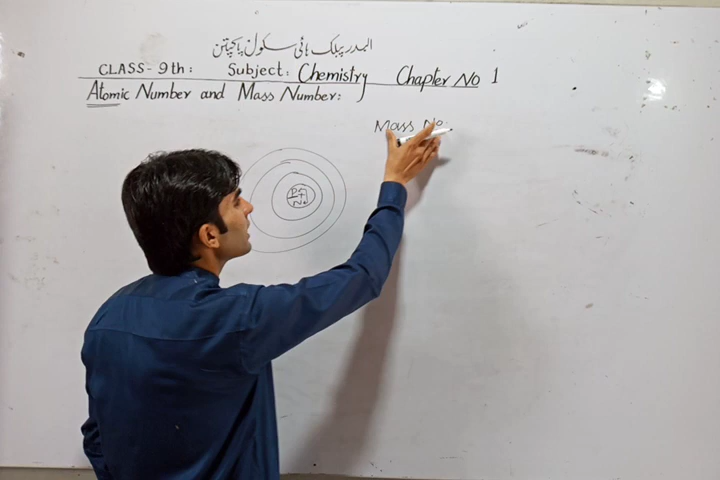 البدر پبلک ہائی سکول پاکپتن
CLASS-9th: Subject: Chemistry Chapter No 1
Atomic Number and Mass Number:
Mass No: